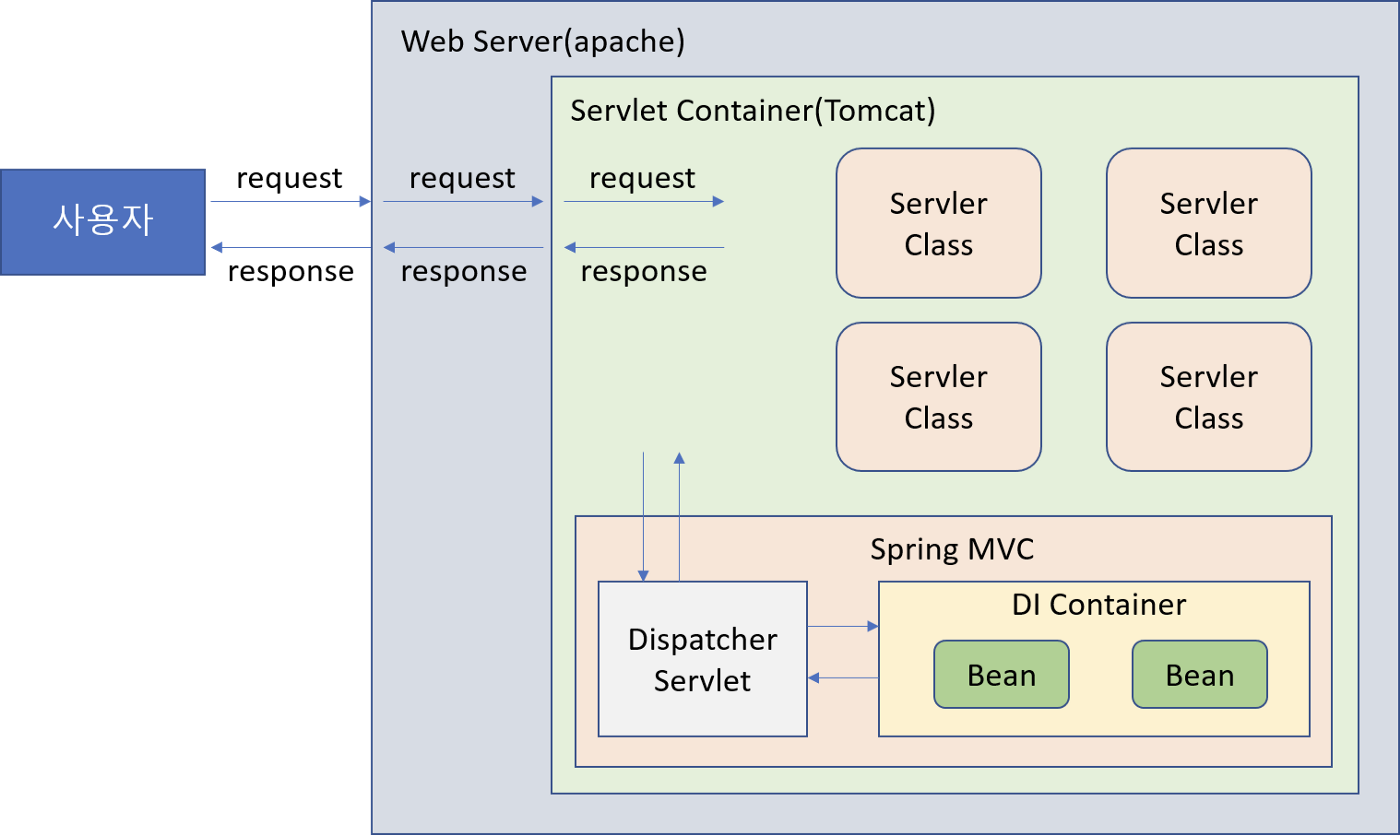 Web Server(apache)
Servlet Container(Tomcat)
사용자
request
request
request
response
response
response
Servler
Class
Servler
Class
Servler
Class
Servler
Class
Spring MVC
Dispatcher
Servlet
DI Container
Bean
Bean